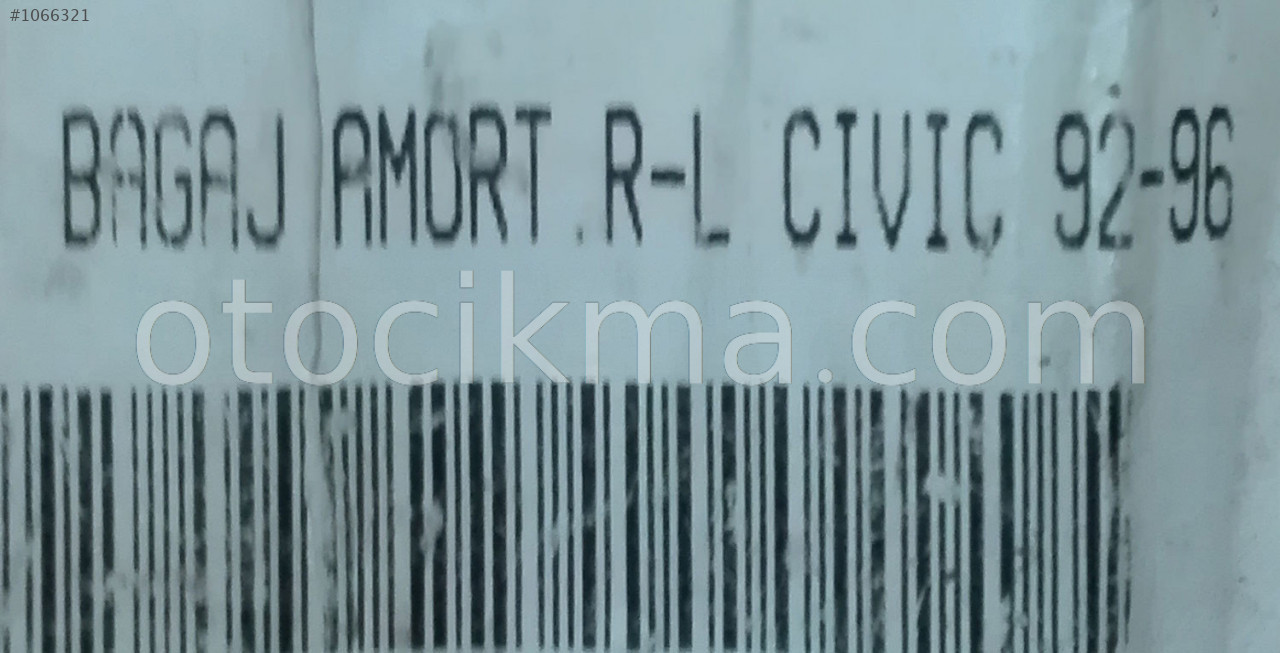 #1066321
BAGAJ AMORT.R-L CIVIC 92-96
otocikma.com